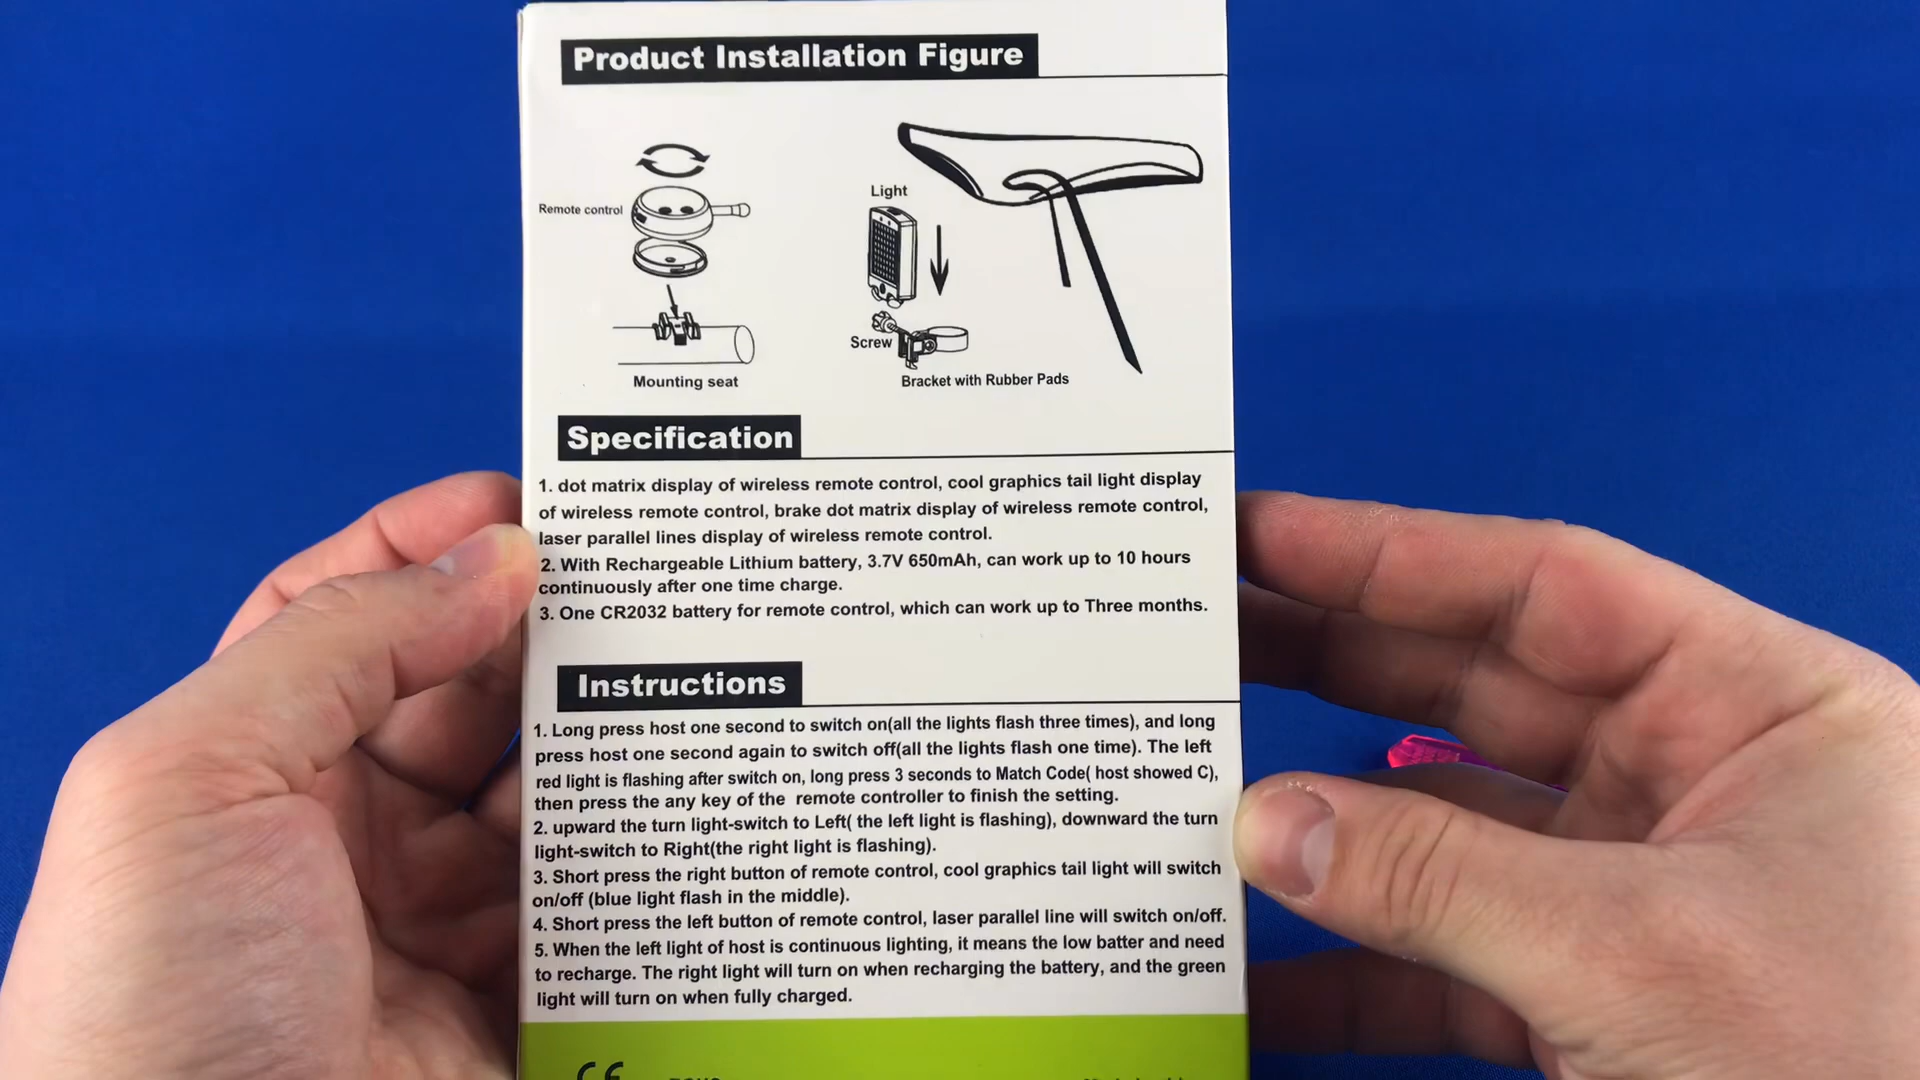 Product Installation Figure
Light
Remote control
Screw
Mounting seat
Bracket with Rubber Pads
Specification
1. dot matrix display of wireless remote control, cool graphics tail light display
of wireless remote control, brake dot matrix display of wireless remote control,
laser parallel lines display of wireless remote control.
2. With Rechargeable Lithium battery, 3.7V 650mAh, can work up to 10 hours
continuously after one time charge.
3. One CR2032 battery for remote control, which can work up to Three months.
Instructions
1. Long press host one second to switch on(all the lights flash three times), and long
press host one second again to switch off(all the lights flash one time). The left
red light is flashing after switch on, long press 3 seconds to Match Code( host showed C),
then press the any key of the remote controller to finish the setting.
2. upward the turn light-switch to Left( the left light is flashing), downward the turn
light-switch to Right(the right light is flashing).
3. Short press the right button of remote control, cool graphics tail light will switch
on/off (blue light flash in the middle).
4. Short press the left button of remote control, laser parallel line will switch on/off.
5. When the left light of host is continuous lighting, it means the low batter and need
to recharge. The right light will turn on when recharging the battery, and the green
light will turn on when fully charged.
CE